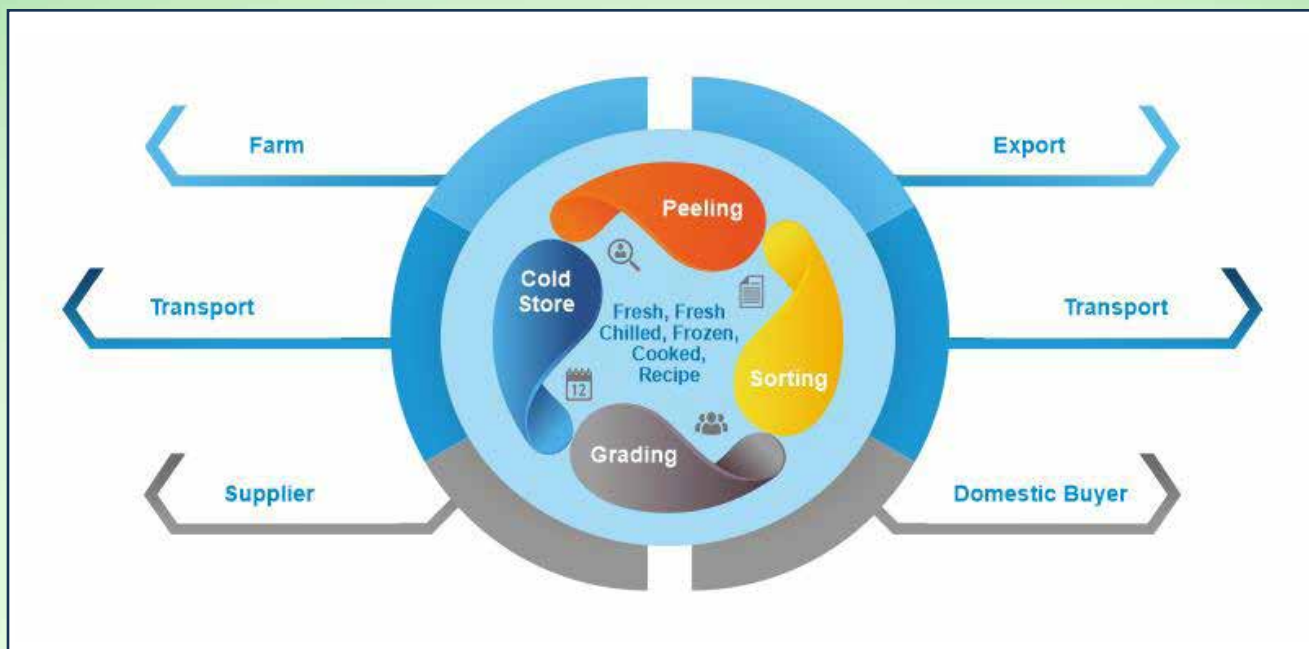 Farm
Export
Peeling
Cold
Store
Fresh, Fresh
Chilled, Frozen,
Cooked,
Recipe
Transport
Transport
Sorting
12
Grading
Supplier
Domestic Buyer